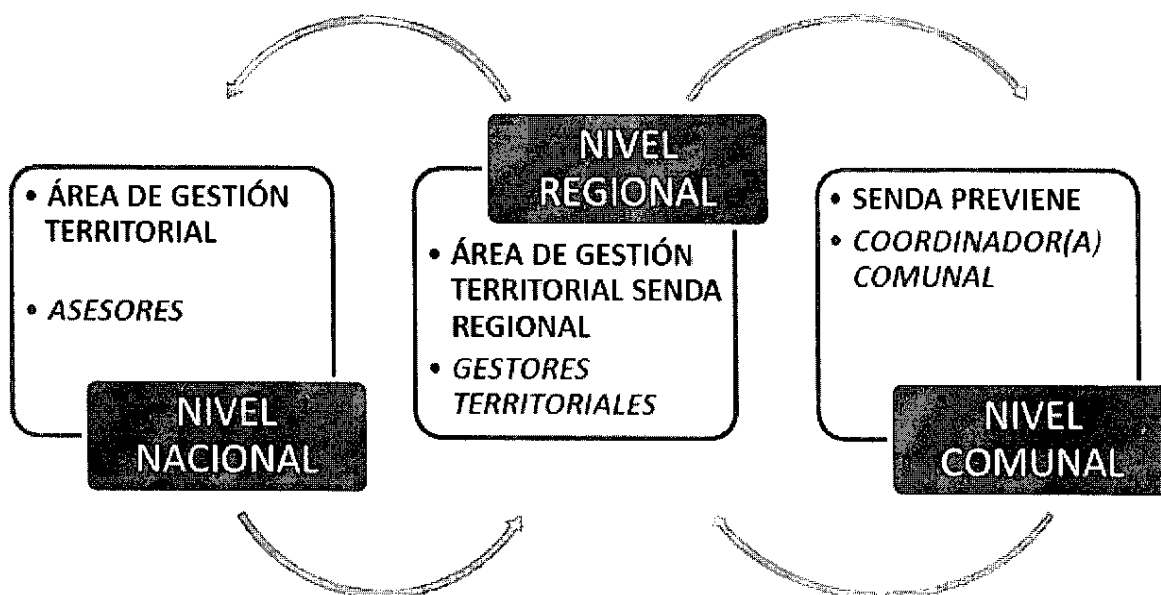 • ÁREA DE GESTIÓN
TERRITORIAL
• ASESORES
NIVEL
NACIONAL
NIVEL
REGIONAL
• ÁREA DE GESTIÓN
TERRITORIAL SENDA
REGIONAL
• GESTORES
TERRITORIALES
• SENDA PREVIENE
• COORDINADOR(A)
COMUNAL
NIVEL
COMUNAL